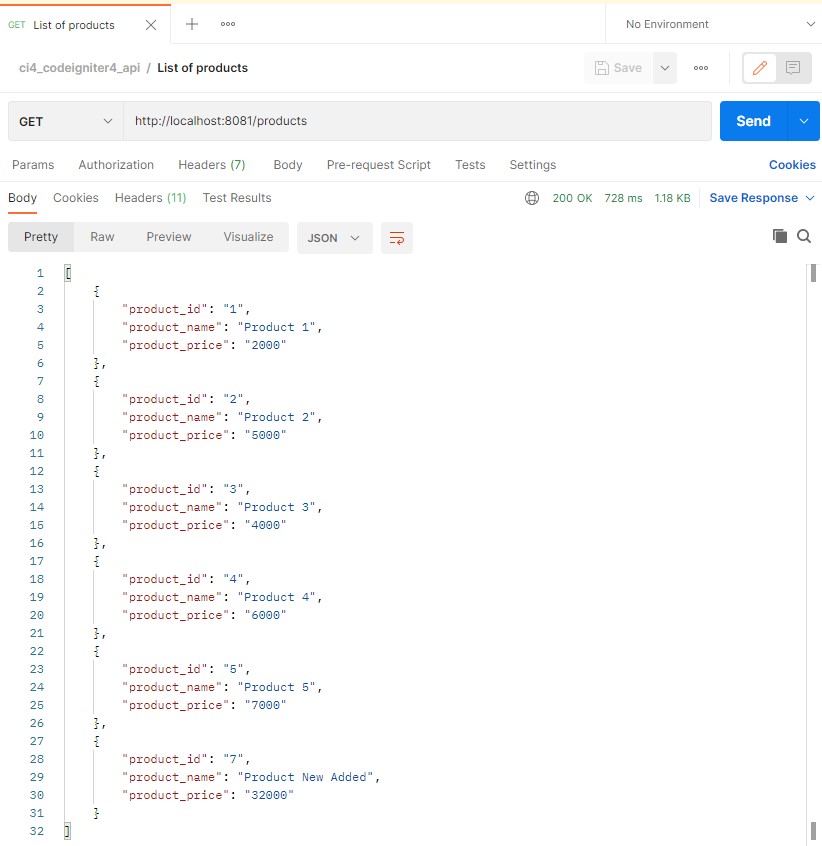 GET List of products
No Environment
ci4_codeigniter4_api / List of products
Save
GET http://localhost:8081/products Send
Params Authorization Headers (7) Body Pre-request Script Tests Settings Cookies
Body Cookies Headers (11) Test Results 200 OK 728 ms 1.18 KB Save Response
Pretty Raw Preview Visualize JSON
1 [
2 {
3 "product_id": "1",
4 "product_name": "Product 1",
5 "product_price": "2000"
6 },
7 {
8 "product_id": "2",
9 "product_name": "Product 2",
10 "product_price": "5000"
11 },
12 {
13 "product_id": "3",
14 "product_name": "Product 3",
15 "product_price": "4000"
16 },
17 {
18 "product_id": "4",
19 "product_name": "Product 4",
20 "product_price": "6000"
21 },
22 {
23 "product_id": "5",
24 "product_name": "Product 5",
25 "product_price": "7000"
26 },
27 {
28 "product_id": "7",
29 "product_name": "Product New Added",
30 "product_price": "32000"
31 }
32 ]